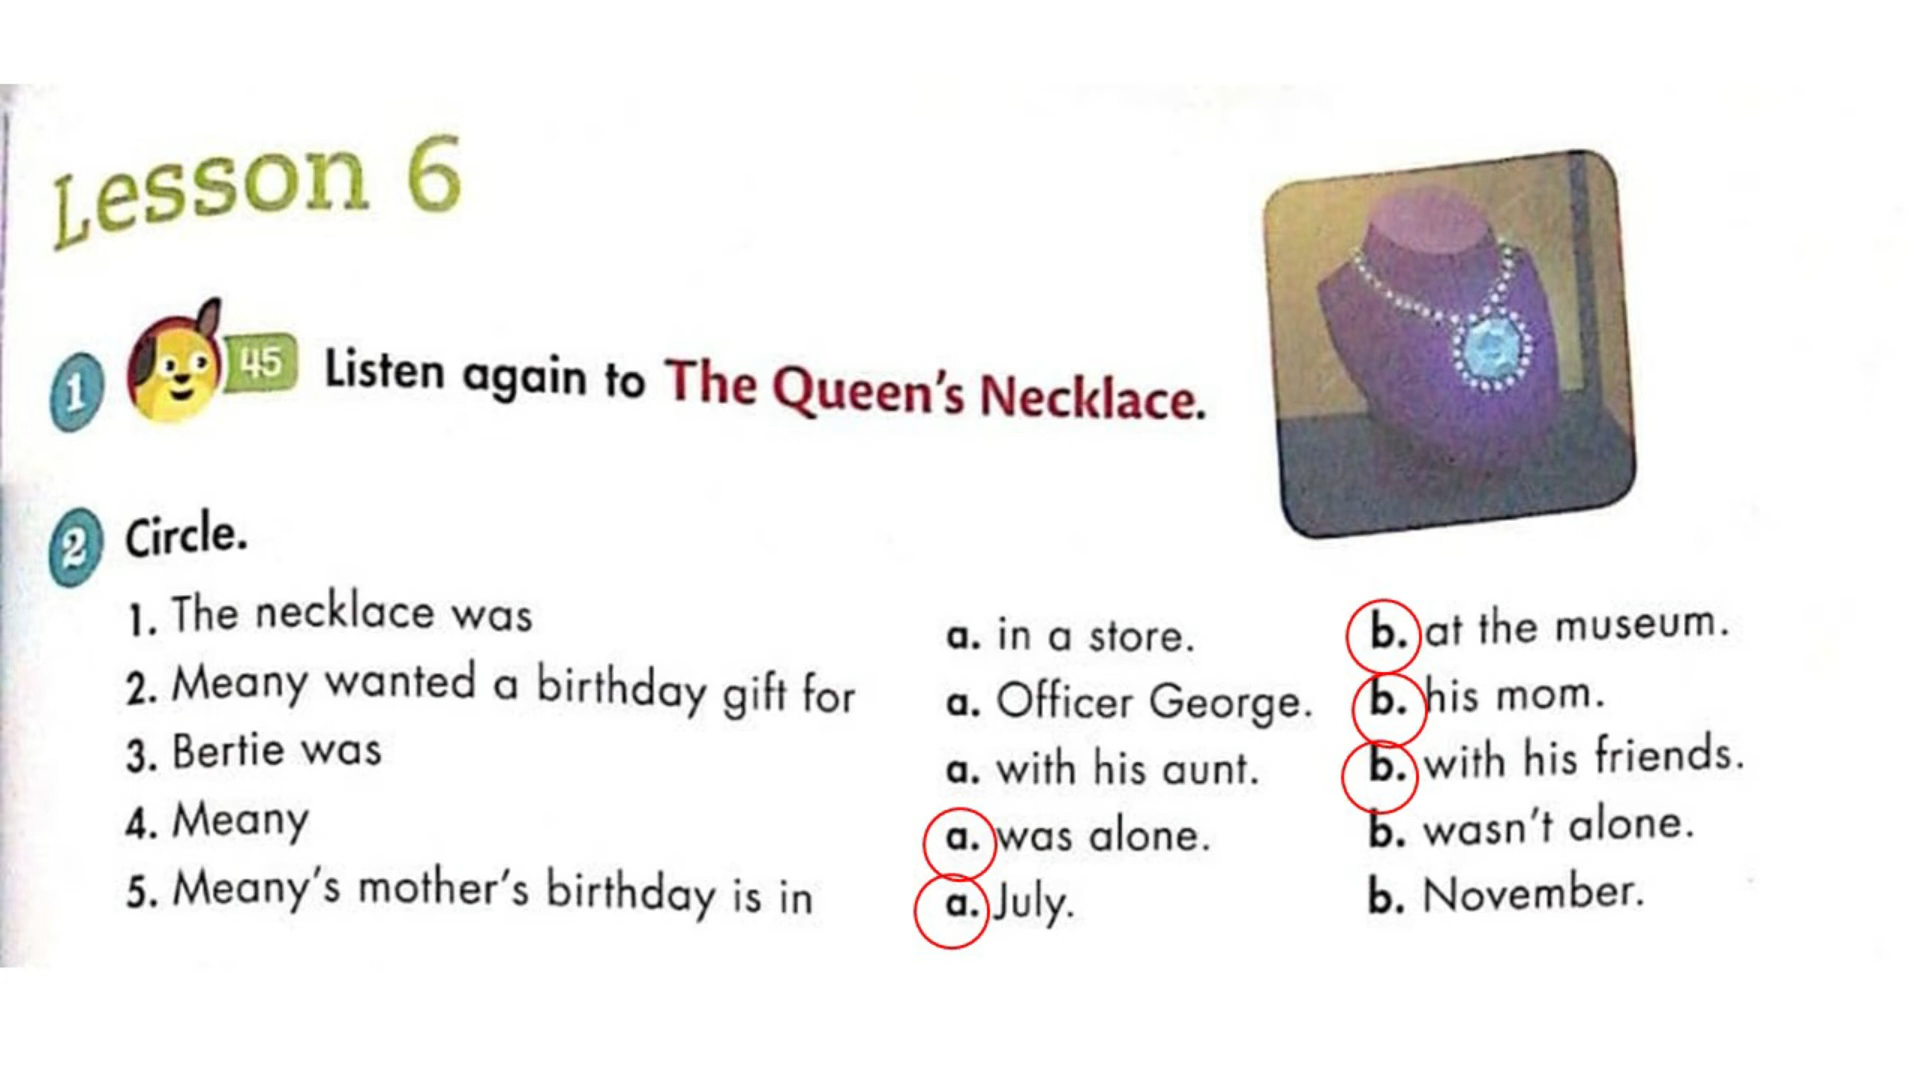 Lesson 6
1 45 Listen again to The Queen's Necklace.
2 Circle.
1. The necklace was a. in a store. b. at the museum.
2. Meany wanted a birthday gift for a. Officer George. b. his mom.
3. Bertie was a. with his aunt. b. with his friends.
4. Meany a. was alone. b. wasn't alone.
5. Meany's mother's birthday is in a. July. b. November.